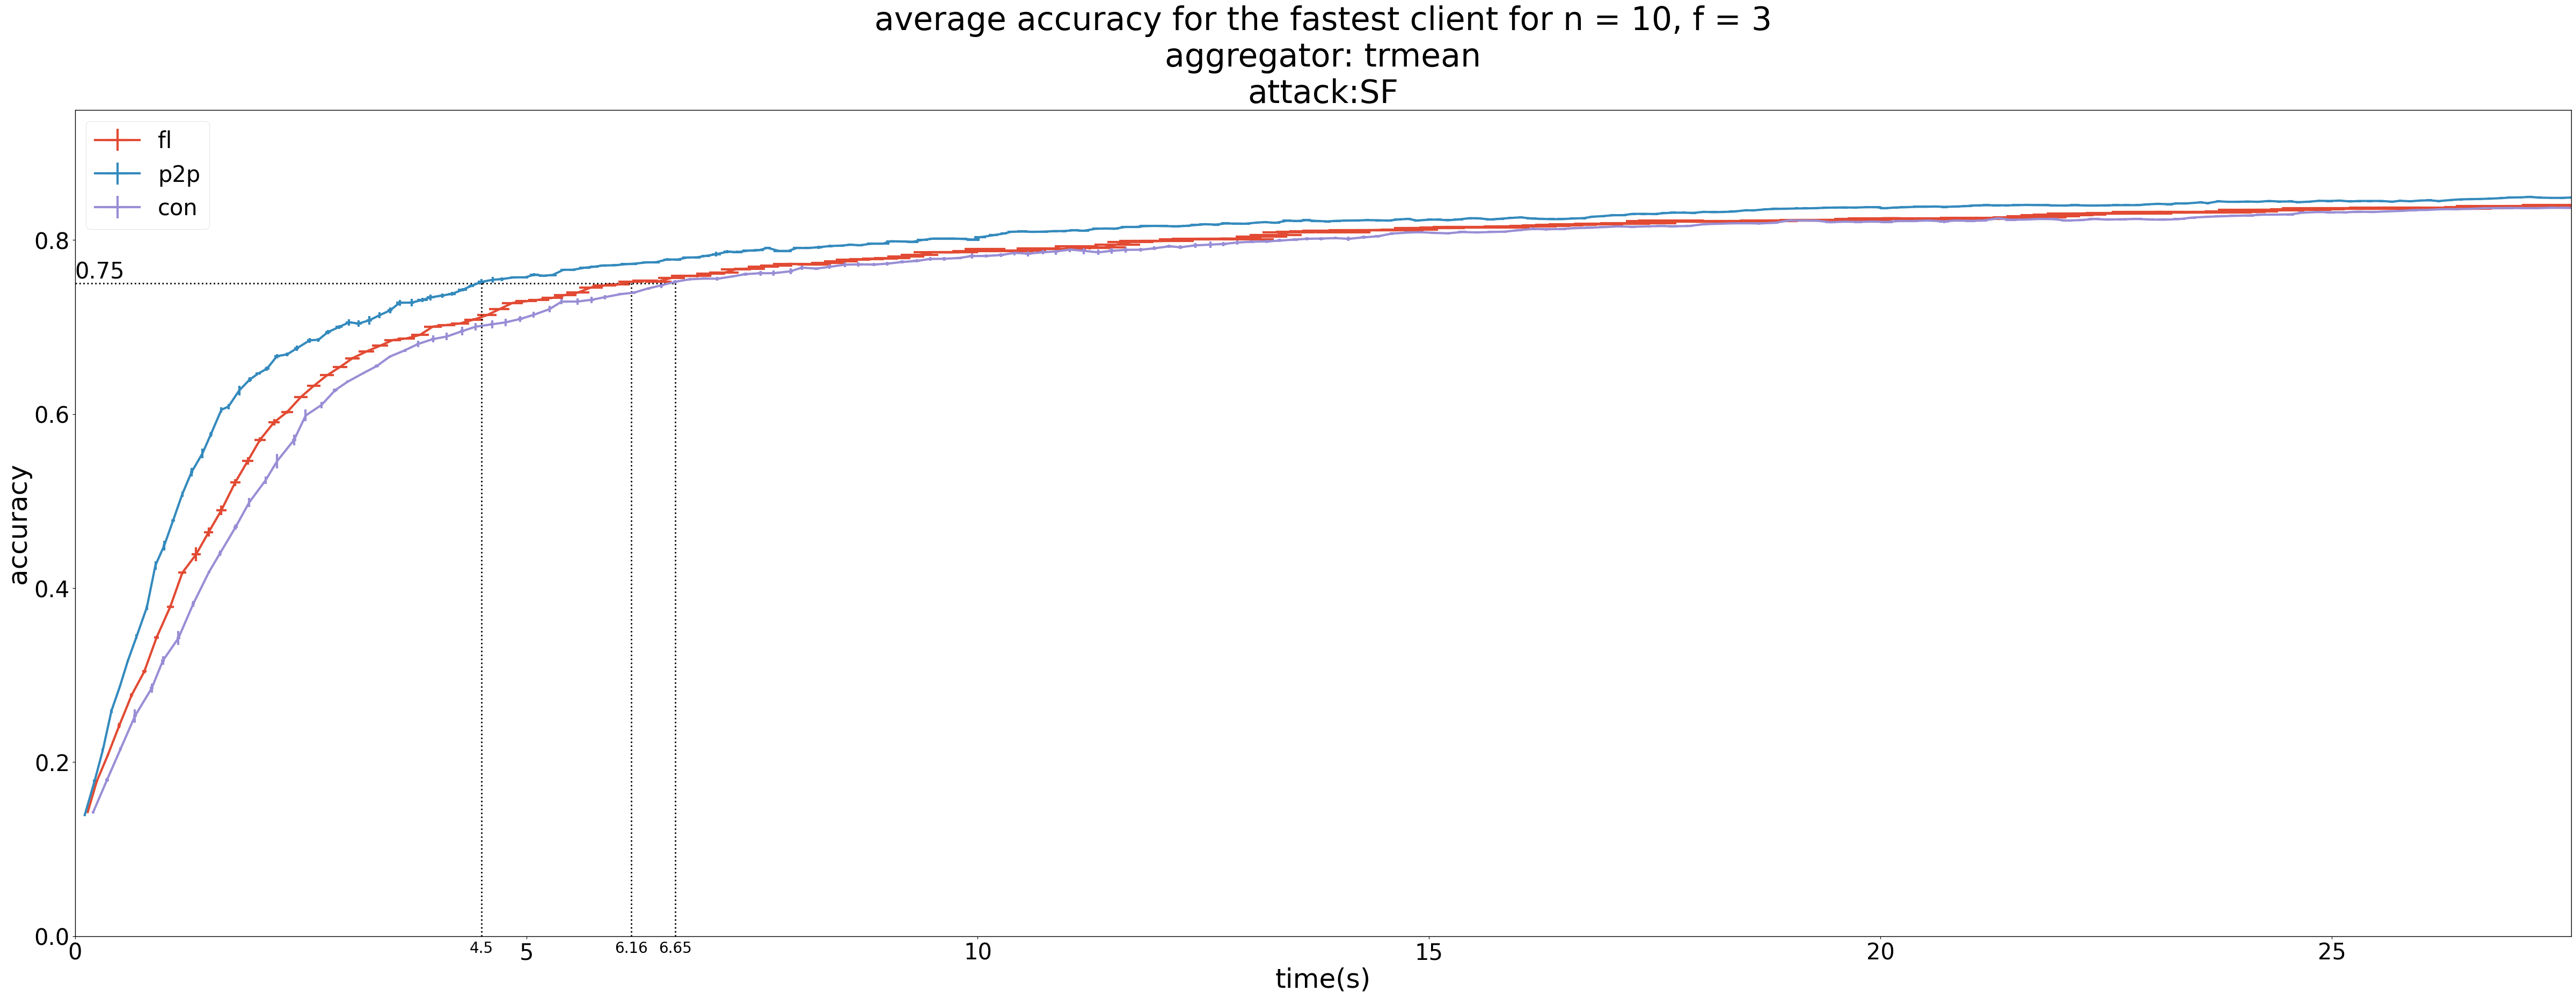 average accuracy for the fastest client for n = 10, f = 3
aggregator: trmean
attack:SF
fl
p2p
con
0.8
0.75
0.6
accuracy
0.4
0.2
0.0
0
4.5
5
6.16
6.65
10
15
20
25
time(s)